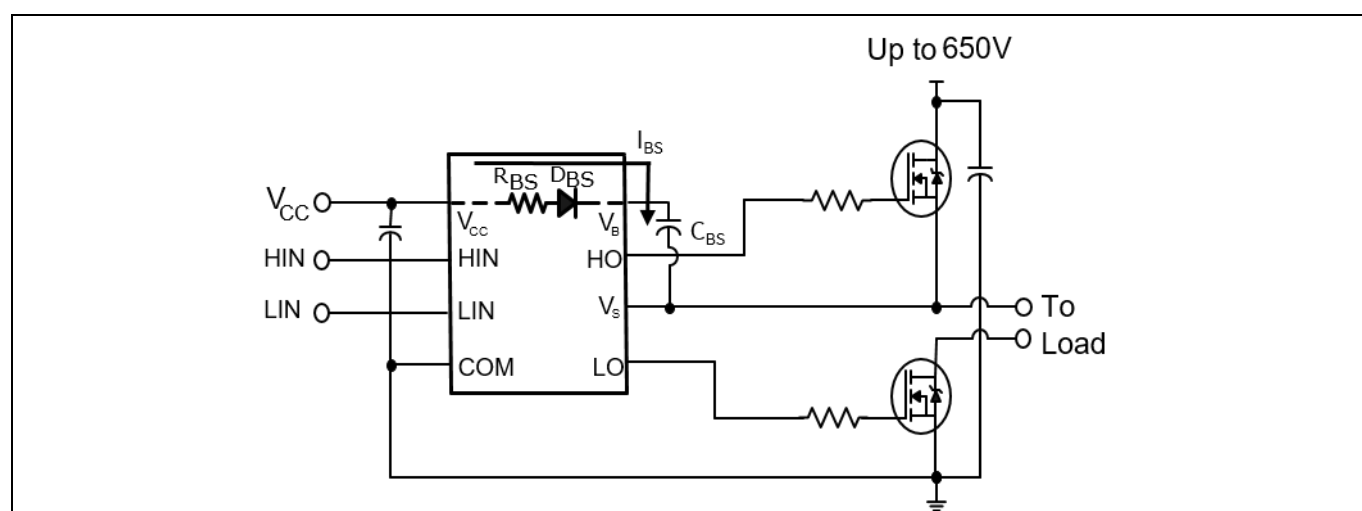 Up to 650V
I_BS
R_BS D_BS
V_CC
V_CC V_B
C_BS
HIN HIN HO
LIN LIN V_S
To
Load
COM LO